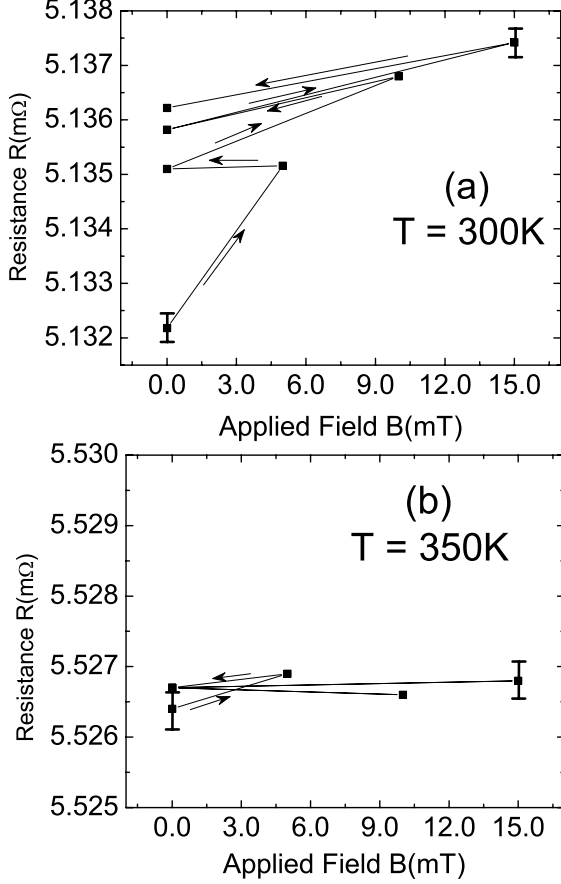 5.138
5.137
5.136
5.135
5.134
5.133
5.132
Resistance R(mΩ)
(a)
T = 300K
0.0 3.0 6.0 9.0 12.0 15.0
Applied Field B(mT)
5.530
5.529
5.528
5.527
5.526
5.525
Resistance R(mΩ)
(b)
T = 350K
0.0 3.0 6.0 9.0 12.0 15.0
Applied Field B(mT)